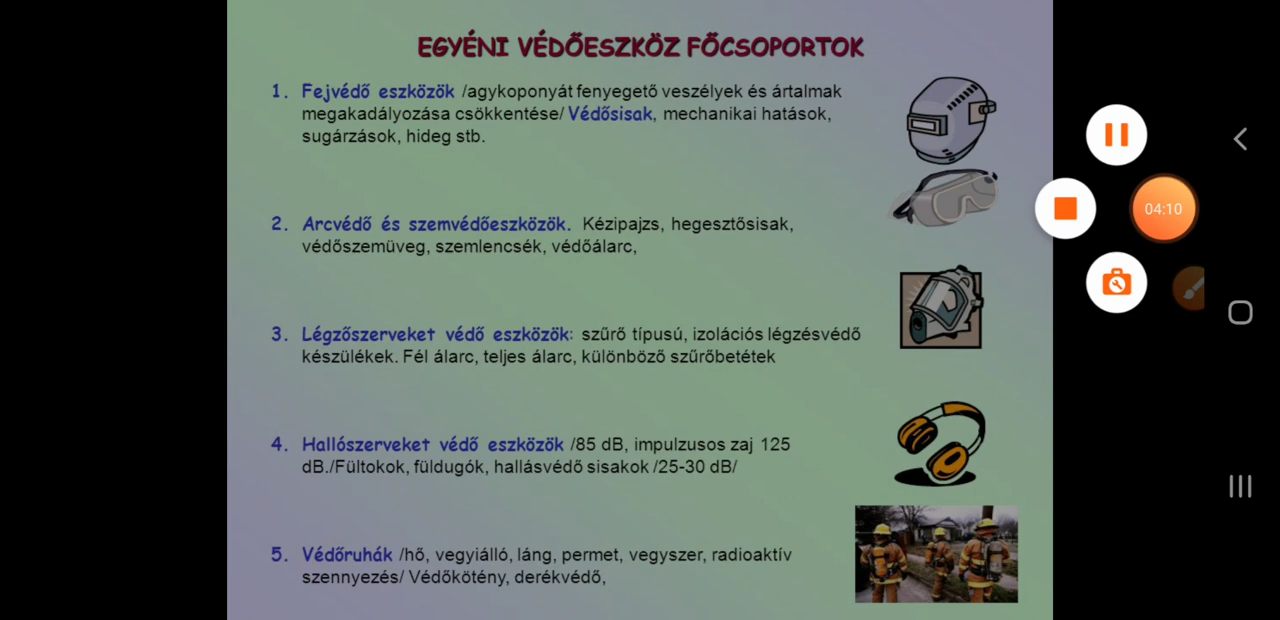 EGYÉNI VÉDŐESZKÖZ FŐCSOPORTOK
1. Fejvédő eszközök /agykoponyát fenyegető veszélyek és ártalmak
megakadályozása csökkentése/ Védősisak, mechanikai hatások,
sugárzások, hideg stb.
2. Arcvédő és szemvédőeszközök. Kézipajzs, hegesztősisak,
védőszemüveg, szemlencsék, védőálarc,
3. Légzőszerveket védő eszközök: szűrő típusú, izolációs légzésvédő
készülékek. Fél álarc, teljes álarc, különböző szűrőbetétek
4. Hallószerveket védő eszközök /85 dB, impulzusos zaj 125
dB./Fültokok, füldugók, hallásvédő sisakok /25-30 dB/
5. Védőruhák /hő, vegyiálló, láng, permet, vegyszer, radioaktív
szennyezés/ Védőkötény, derékvédő,
04:10